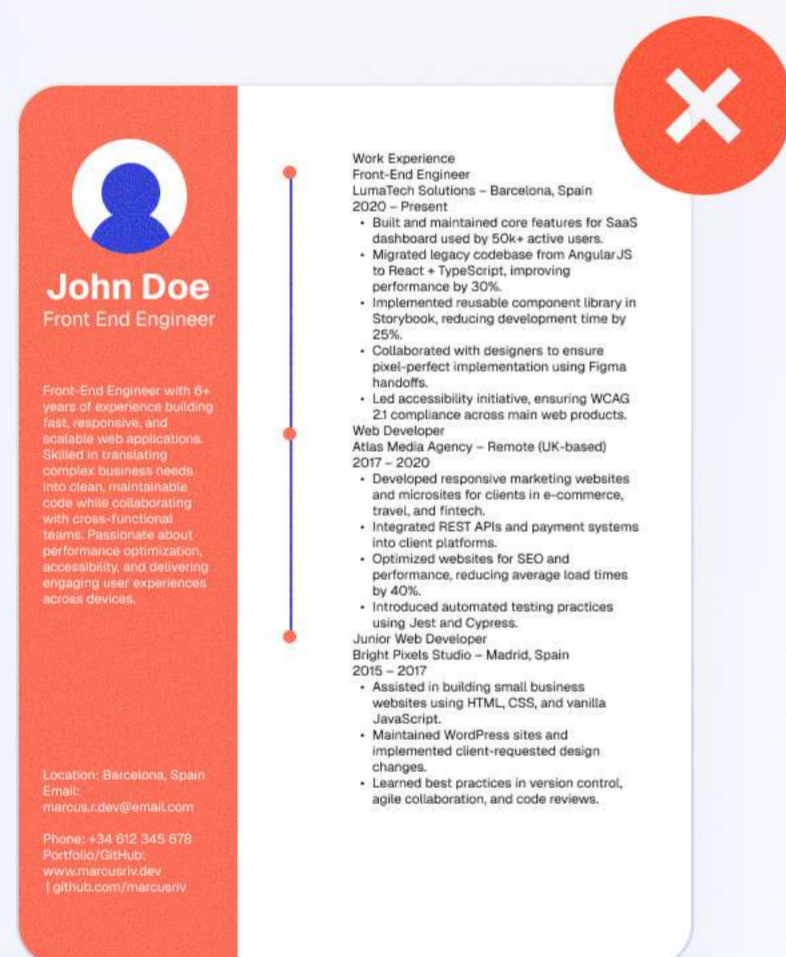 John Doe
Front End Engineer
Front-End Engineer with 6+
years of experience building
fast, responsive, and
scalable web applications.
Skilled in translating
complex business needs
into clean, maintainable
code while collaborating
with cross-functional
teams. Passionate about
performance optimization,
accessibility, and delivering
engaging user experiences
across devices.
Location: Barcelona, Spain
Email:
marcus.r.dev@email.com
Phone: +34 612 345 678
Portfolio/GitHub:
www.marcusriv.dev
| github.com/marcusriv
Work Experience
Front-End Engineer
LumaTech Solutions – Barcelona, Spain
2020 – Present
• Built and maintained core features for SaaS
dashboard used by 50k+ active users.
• Migrated legacy codebase from AngularJS
to React + TypeScript, improving
performance by 30%.
• Implemented reusable component library in
Storybook, reducing development time by
25%.
• Collaborated with designers to ensure
pixel-perfect implementation using Figma
handoffs.
• Led accessibility initiative, ensuring WCAG
2.1 compliance across main web products.
Web Developer
Atlas Media Agency – Remote (UK-based)
2017 – 2020
• Developed responsive marketing websites
and microsites for clients in e-commerce,
travel, and fintech.
• Integrated REST APIs and payment systems
into client platforms.
• Optimized websites for SEO and
performance, reducing average load times
by 40%.
• Introduced automated testing practices
using Jest and Cypress.
Junior Web Developer
Bright Pixels Studio – Madrid, Spain
2015 – 2017
• Assisted in building small business
websites using HTML, CSS, and vanilla
JavaScript.
• Maintained WordPress sites and
implemented client-requested design
changes.
• Learned best practices in version control,
agile collaboration, and code reviews.